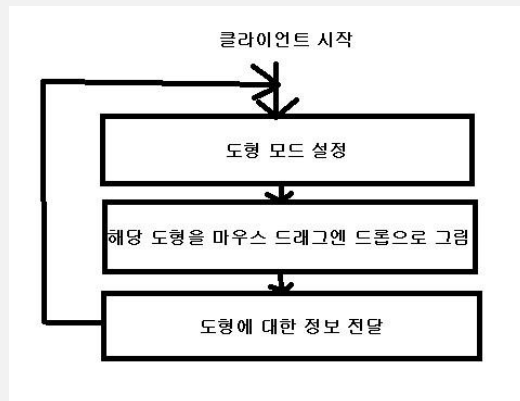 클라이언트 시작
도형 모드 설정
해당 도형을 마우스 드래그엔 드롭으로 그림
도형에 대한 정보 전달